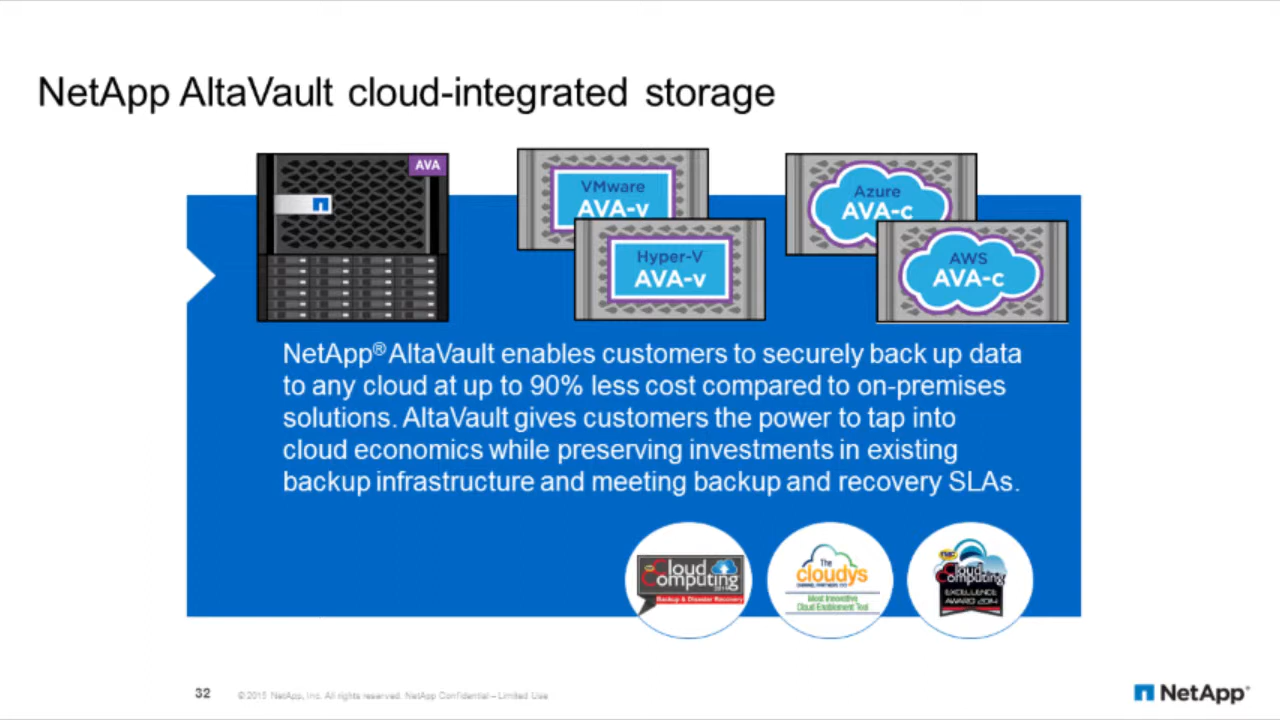 NetApp AltaVault cloud-integrated storage
AVA
VMware
AVA-v
Hyper-V
AVA-v
Azure
AVA-c
AWS
AVA-c
NetApp® AltaVault enables customers to securely back up data
to any cloud at up to 90% less cost compared to on-premises
solutions. AltaVault gives customers the power to tap into
cloud economics while preserving investments in existing
backup infrastructure and meeting backup and recovery SLAs.
Cloud
Computing
Backup & Disaster Recovery
The
cloudys
Most Innovative
Cloud Enablement Tool
Cloud
Computing
EXCELLENCE
AWARD 2014
32
© 2015 NetApp, Inc. All rights reserved. NetApp Confidential – Limited Use
NetApp®